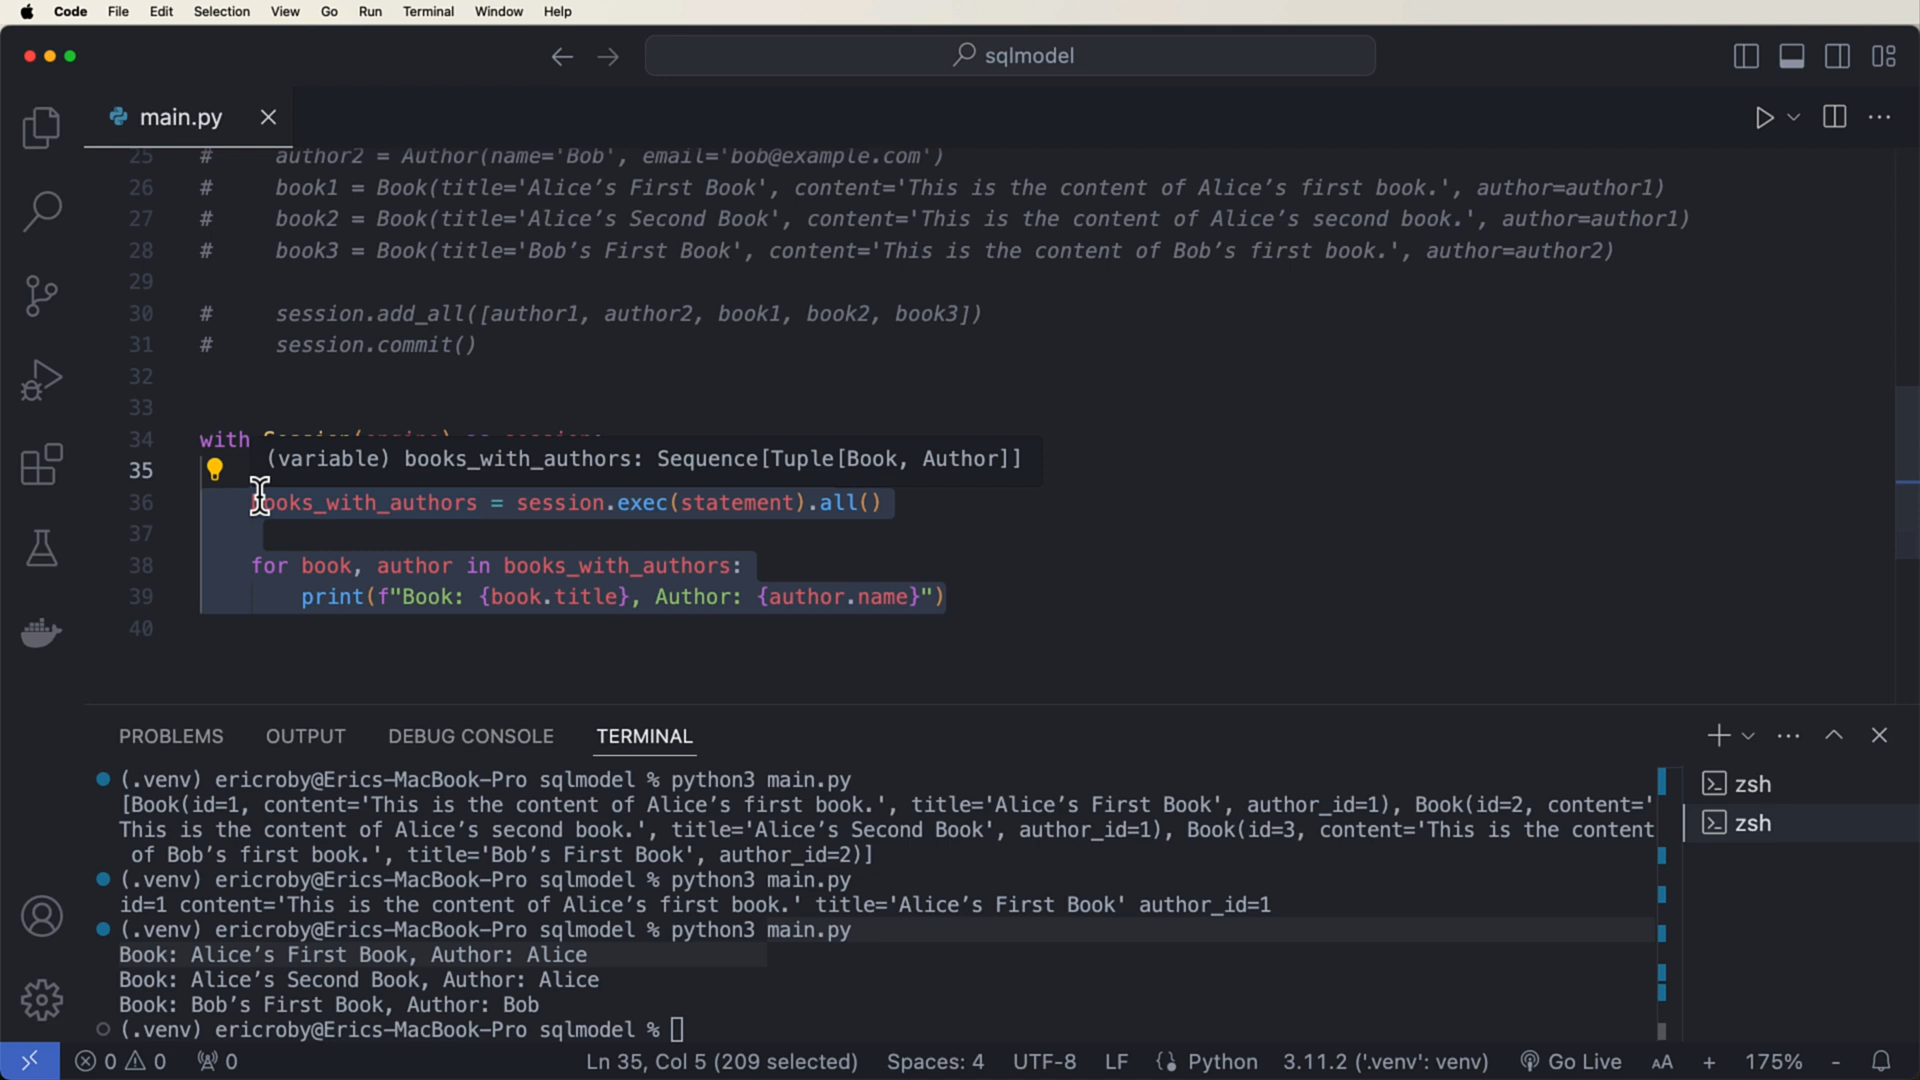 Code File Edit Selection View Go Run Terminal Window Help
sqlmodel
main.py
25 # author2 = Author(name='Bob', email='bob@example.com')
26 # book1 = Book(title='Alice’s First Book', content='This is the content of Alice’s first book.', author=author1)
27 # book2 = Book(title='Alice’s Second Book', content='This is the content of Alice’s second book.', author=author1)
28 # book3 = Book(title='Bob’s First Book', content='This is the content of Bob’s first book.', author=author2)
29
30 # session.add_all([author1, author2, book1, book2, book3])
31 # session.commit()
32
33
34 with Session(engine) as session:
(variable) books_with_authors: Sequence[Tuple[Book, Author]]
35
36 books_with_authors = session.exec(statement).all()
37
38 for book, author in books_with_authors:
39 print(f"Book: {book.title}, Author: {author.name}")
40
PROBLEMS OUTPUT DEBUG CONSOLE TERMINAL
zsh
zsh
(.venv) ericroby@Erics-MacBook-Pro sqlmodel % python3 main.py
[Book(id=1, content='This is the content of Alice’s first book.', title='Alice’s First Book', author_id=1), Book(id=2, content='
This is the content of Alice’s second book.', title='Alice’s Second Book', author_id=1), Book(id=3, content='This is the content
of Bob’s first book.', title='Bob’s First Book', author_id=2)]
(.venv) ericroby@Erics-MacBook-Pro sqlmodel % python3 main.py
id=1 content='This is the content of Alice’s first book.' title='Alice’s First Book' author_id=1
(.venv) ericroby@Erics-MacBook-Pro sqlmodel % python3 main.py
Book: Alice’s First Book, Author: Alice
Book: Alice’s Second Book, Author: Alice
Book: Bob’s First Book, Author: Bob
(.venv) ericroby@Erics-MacBook-Pro sqlmodel %
0 0 0 Ln 35, Col 5 (209 selected) Spaces: 4 UTF-8 LF Python 3.11.2 ('.venv': venv) Go Live AA + 175% -